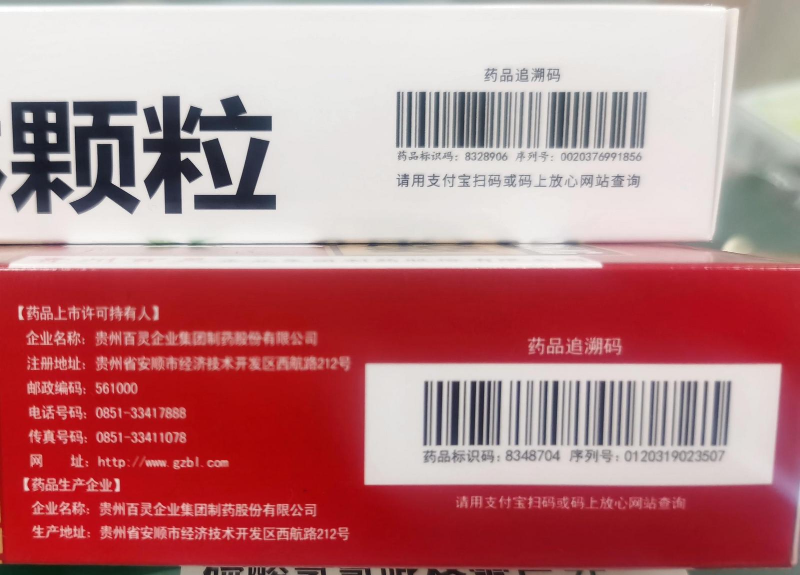 颗粒
药品追溯码
药品标识码：8328906 序列号：0020376991856
请用支付宝扫码或码上放心网站查询
【药品上市许可持有人】
企业名称：贵州百灵企业集团制药股份有限公司
注册地址：贵州省安顺市经济技术开发区西航路212号
邮政编码：561000
电话号码：0851-33417888
传真号码：0851-33411078
网　　址：http://www.gzbl.com
【药品生产企业】
企业名称：贵州百灵企业集团制药股份有限公司
生产地址：贵州省安顺市经济技术开发区西航路212号
药品追溯码
药品标识码：8348704 序列号：0120319023507
请用支付宝扫码或码上放心网站查询